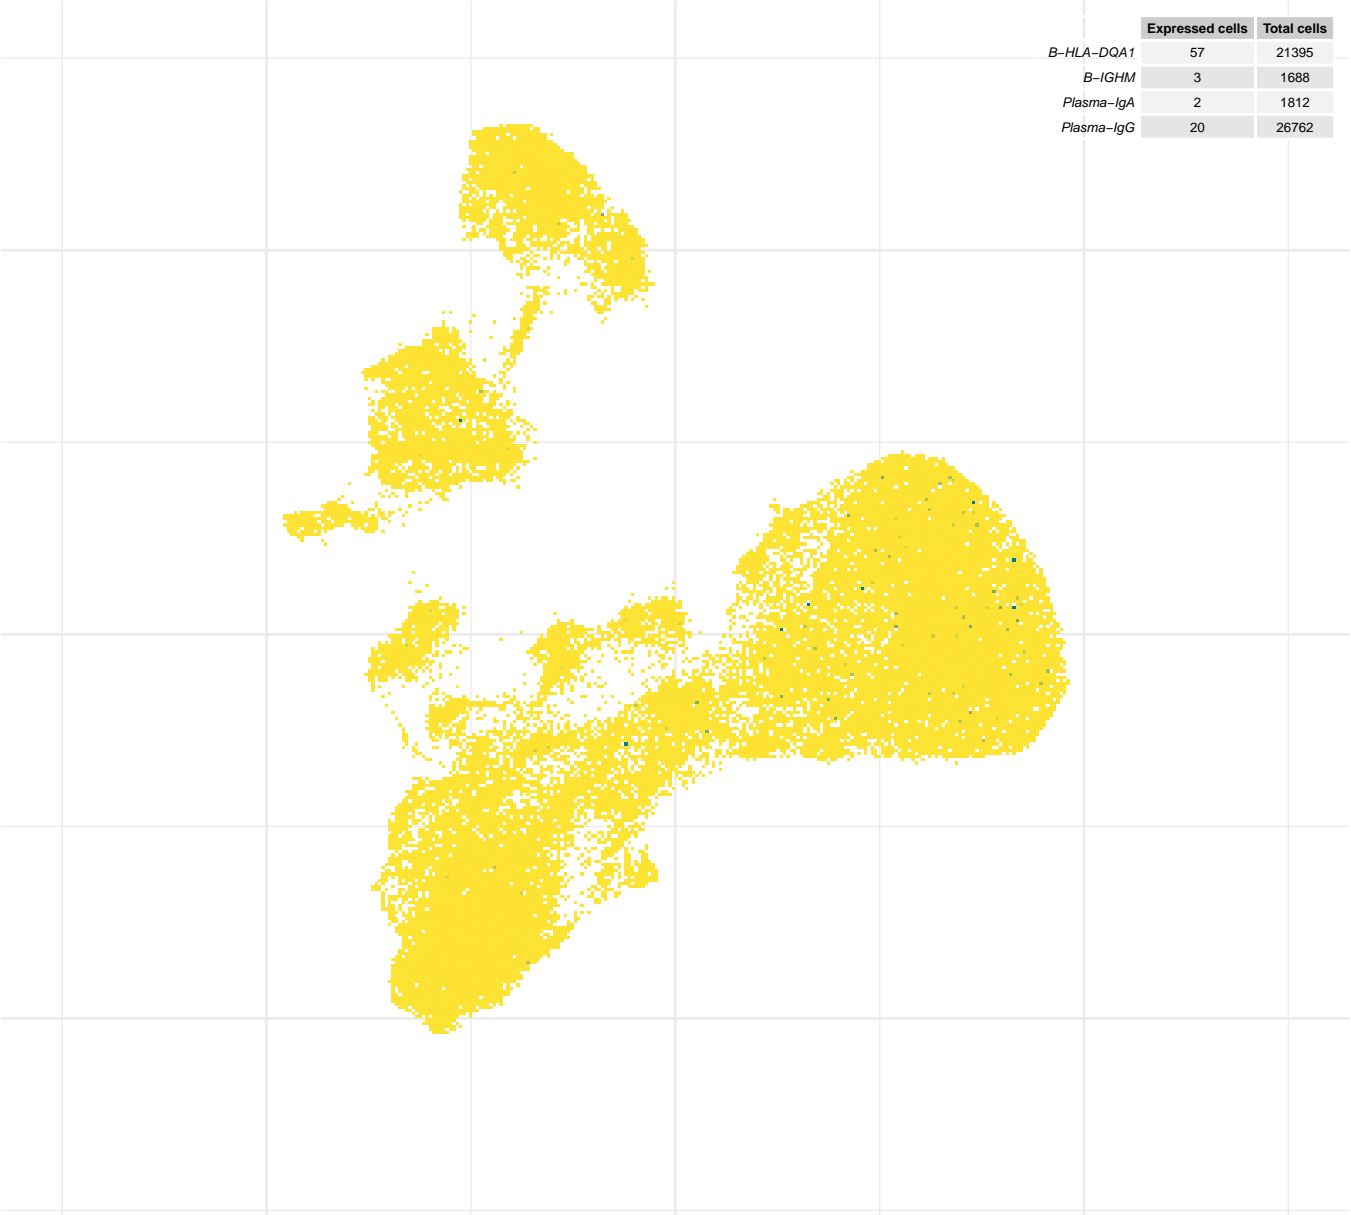 Expressed cells Total cells
B−HLA−DQA1 57 21395
B−IGHM 3 1688
Plasma−IgA 2 1812
Plasma−IgG 20 26762